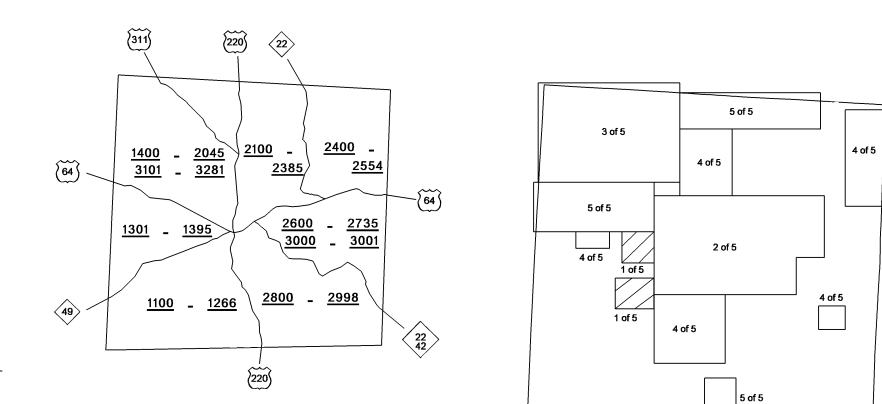 311
220
22
1400 - 2045
3101 - 3281
2100 -
2385
2400 -
2554
64
64
1301 - 1395
2600 - 2735
3000 - 3001
1100 - 1266
2800 - 2998
49
22
42
220
3 of 5
5 of 5
4 of 5
4 of 5
5 of 5
2 of 5
4 of 5
1 of 5
4 of 5
1 of 5
4 of 5
5 of 5